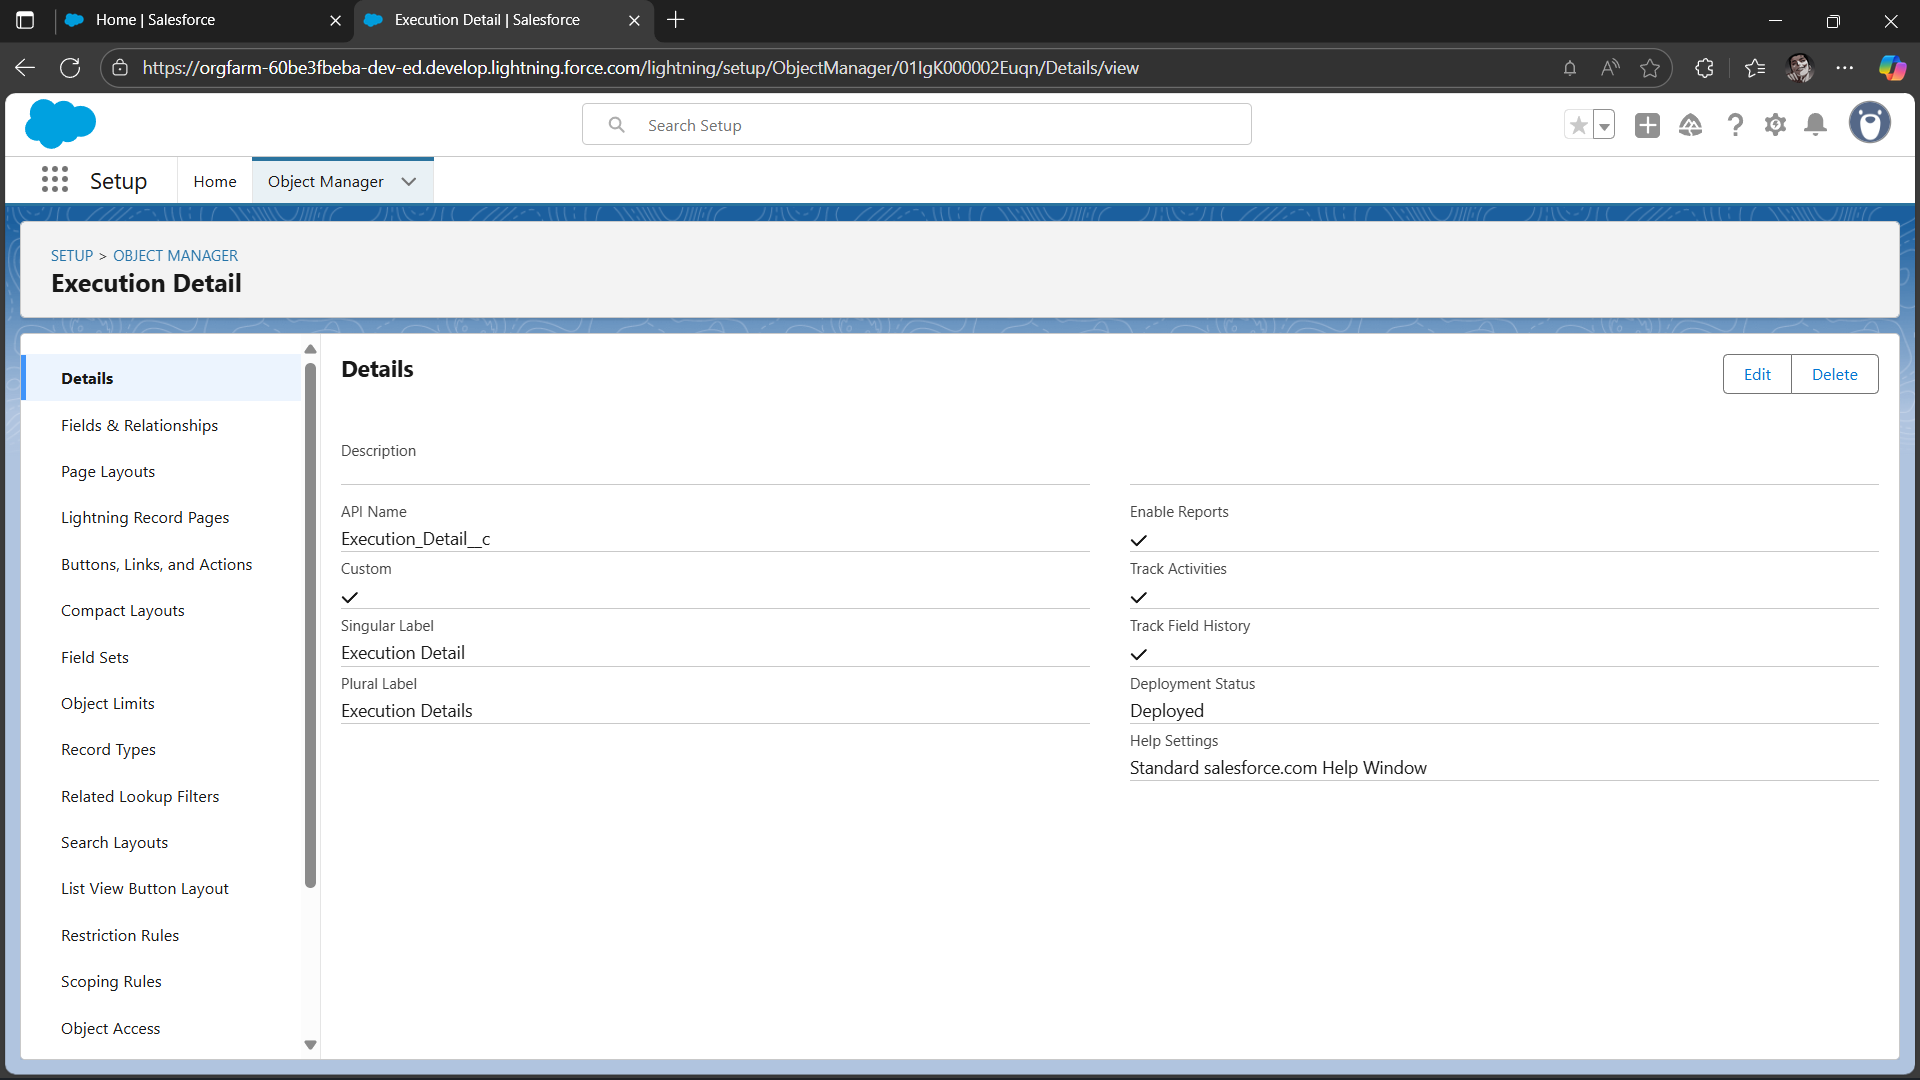 Home | Salesforce
Execution Detail | Salesforce
https://orgfarm-60be3fbeba-dev-ed.develop.lightning.force.com/lightning/setup/ObjectManager/01IgK000002Euqn/Details/view
Search Setup
Setup
Home
Object Manager
SETUP > OBJECT MANAGER
Execution Detail
Details
Fields & Relationships
Page Layouts
Lightning Record Pages
Buttons, Links, and Actions
Compact Layouts
Field Sets
Object Limits
Record Types
Related Lookup Filters
Search Layouts
List View Button Layout
Restriction Rules
Scoping Rules
Object Access
Details
Edit
Delete
Description
API Name
Execution_Detail__c
Custom
Singular Label
Execution Detail
Plural Label
Execution Details
Enable Reports
Track Activities
Track Field History
Deployment Status
Deployed
Help Settings
Standard salesforce.com Help Window